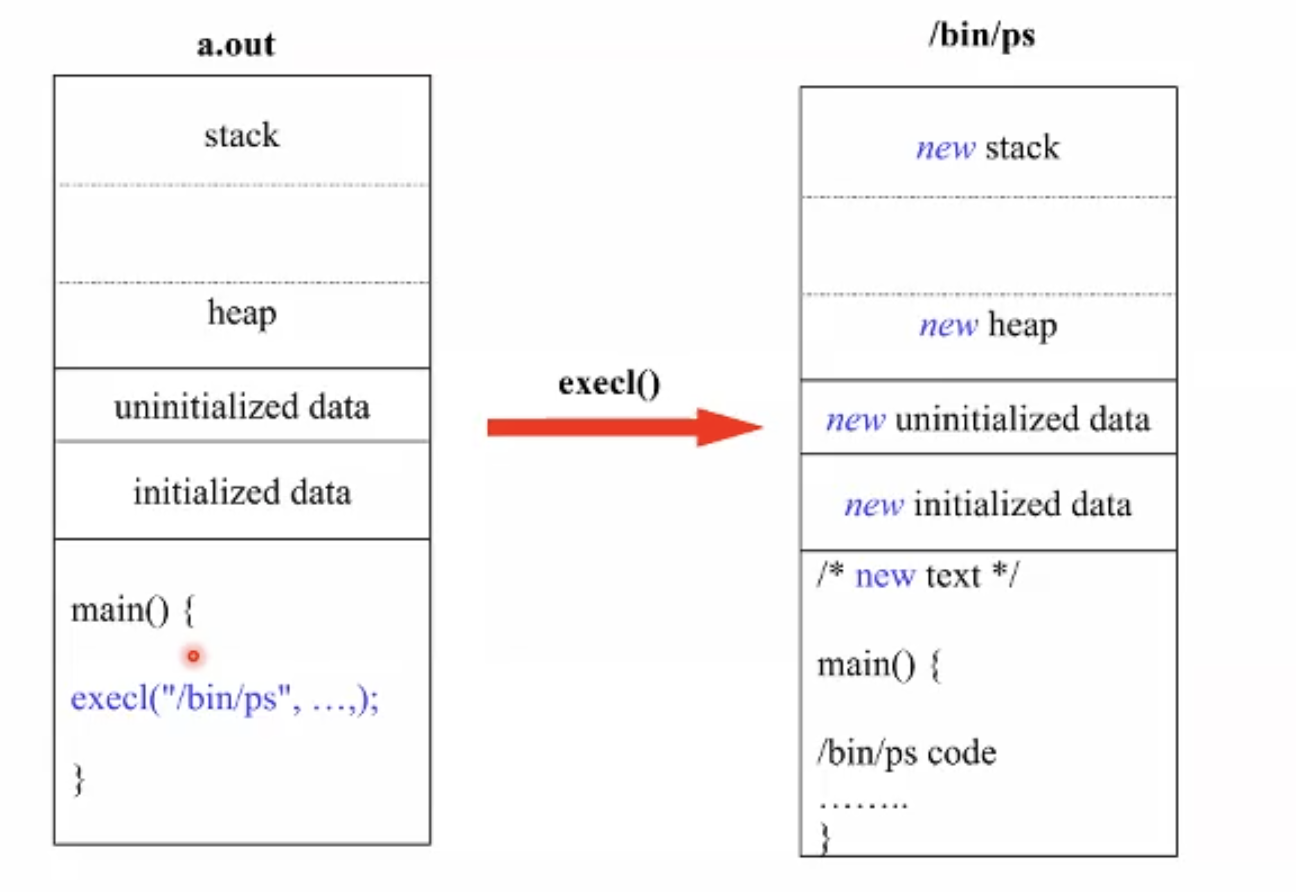 a.out
stack
heap
uninitialized data
initialized data
main() {
execl("/bin/ps", …,);
}
execl()
/bin/ps
new stack
new heap
new uninitialized data
new initialized data
/* new text */
main() {
/bin/ps code
……..
}